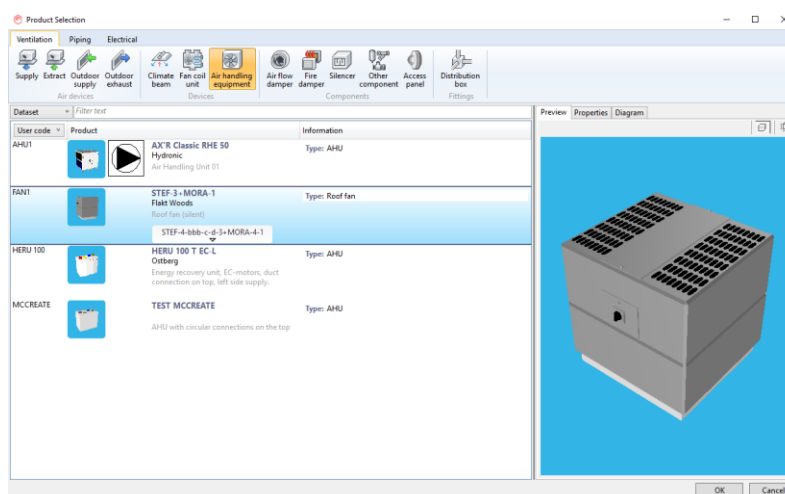 Product Selection
Ventilation Piping Electrical
Supply Extract Outdoor supply Outdoor exhaust Climate beam Fan coil unit Air handling equipment Air flow damper Fire damper Silencer Other component Access panel Distribution box
Air devices Devices Components Fittings
Dataset Filter text
User code Product Information
AHU1 AX'R Classic RHE 50 Type: AHU
Hydronic
Air Handling Unit 01
FAN1 STEF-3+MORA-1 Type: Roof fan
Flakt Woods
Roof fan (silent)
STEF-4-bbb-c-d-3+MORA-4-1
HERU 100 HERU 100 T EC-L Type: AHU
Ostberg
Energy recovery unit, EC-motors, duct
connection on top, left side supply.
MCCREATE TEST MCCREATE Type: AHU
AHU with circular connections on the top
Preview Properties Diagram
OK Cancel